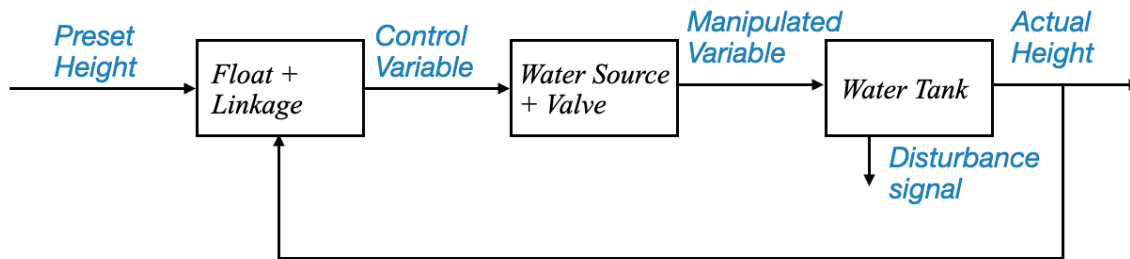 Preset
Height
Float +
Linkage
Control
Variable
Water Source
+ Valve
Manipulated
Variable
Water Tank
Actual
Height
Disturbance
signal